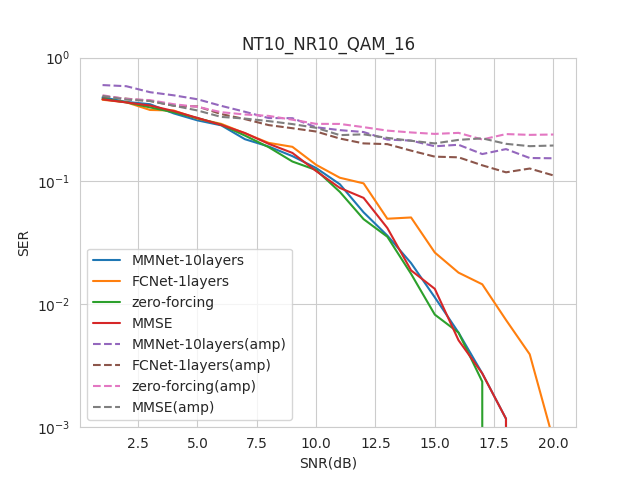 NT10_NR10_QAM_16
10⁰
10⁻¹
10⁻²
10⁻³
SER
MMNet-10layers
FCNet-1layers
zero-forcing
MMSE
MMNet-10layers(amp)
FCNet-1layers(amp)
zero-forcing(amp)
MMSE(amp)
2.5 5.0 7.5 10.0 12.5 15.0 17.5 20.0
SNR(dB)